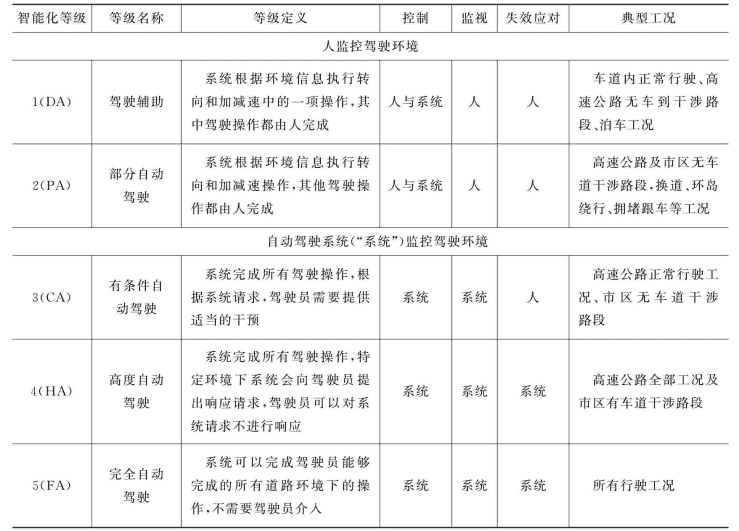 智能化等级 等级名称 等级定义 控制 监视 失效应对 典型工况
人监控驾驶环境
1(DA) 驾驶辅助 系统根据环境信息执行转向和加减速中的一项操作,其中驾驶操作都由人完成 人与系统 人 人 车道内正常行驶、高速公路无车到干涉路段、泊车工况
2(PA) 部分自动驾驶 系统根据环境信息执行转向和加减速操作,其他驾驶操作都由人完成 人与系统 人 人 高速公路及市区无车道干涉路段,换道、环岛绕行、拥堵跟车等工况
自动驾驶系统(“系统”)监控驾驶环境
3(CA) 有条件自动驾驶 系统完成所有驾驶操作,根据系统请求,驾驶员需要提供适当的干预 系统 系统 人 高速公路正常行驶工况、市区无车道干涉路段
4(HA) 高度自动驾驶 系统完成所有驾驶操作,特定环境下系统会向驾驶员提出响应请求,驾驶员可以对系统请求不进行响应 系统 系统 系统 高速公路全部工况及市区有车道干涉路段
5(FA) 完全自动驾驶 系统可以完成驾驶员能够完成的所有道路环境下的操作,不需要驾驶员介入 系统 系统 系统 所有行驶工况